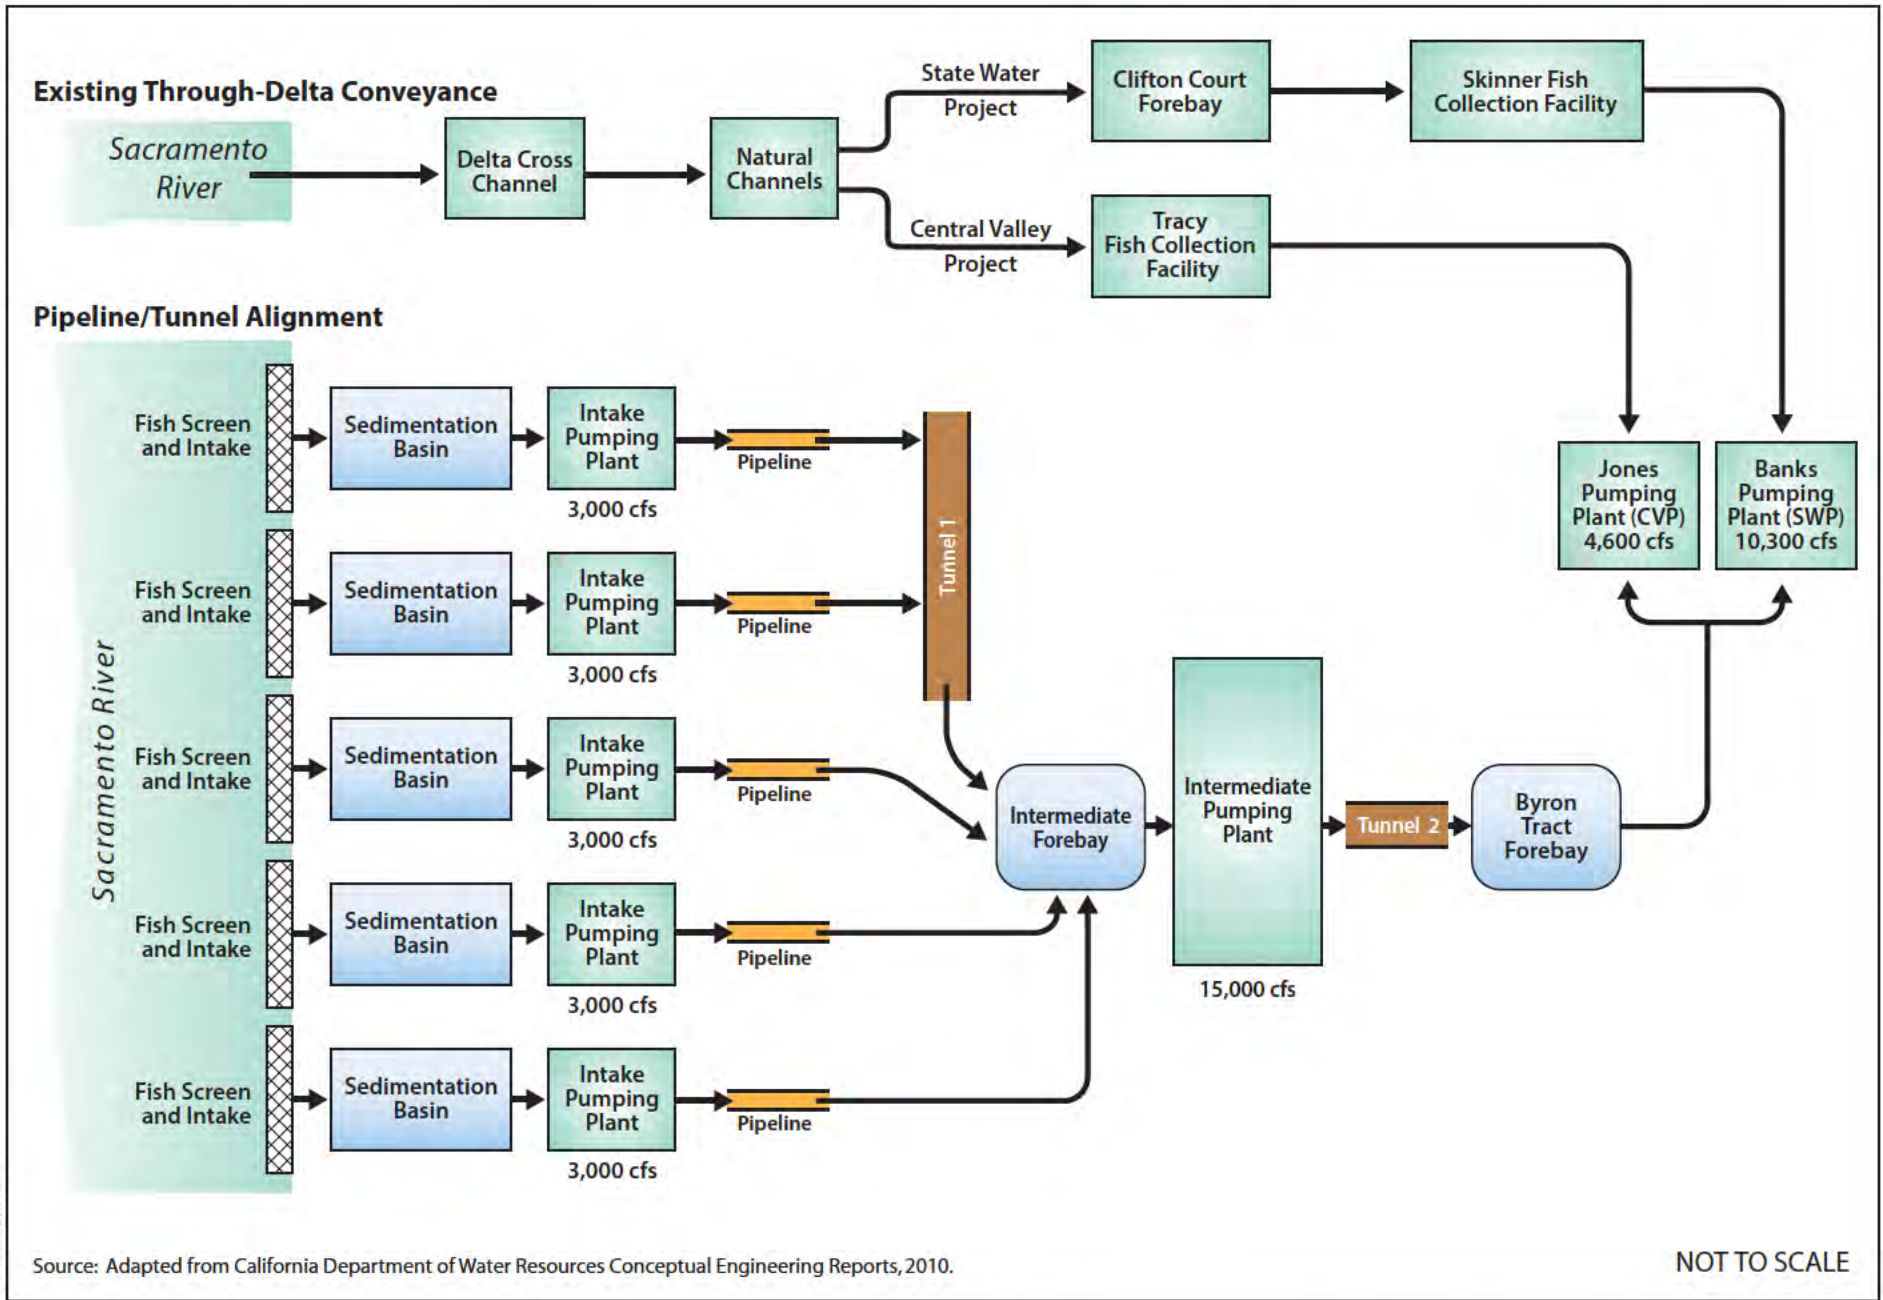 Existing Through-Delta Conveyance
Sacramento
River
Delta Cross
Channel
Natural
Channels
State Water
Project
Clifton Court
Forebay
Skinner Fish
Collection Facility
Central Valley
Project
Tracy
Fish Collection
Facility
Jones
Pumping
Plant (CVP)
4,600 cfs
Banks
Pumping
Plant (SWP)
10,300 cfs
Pipeline/Tunnel Alignment
Sacramento River
Fish Screen
and Intake
Sedimentation
Basin
Intake
Pumping
Plant
3,000 cfs
Pipeline
Fish Screen
and Intake
Sedimentation
Basin
Intake
Pumping
Plant
3,000 cfs
Pipeline
Tunnel 1
Fish Screen
and Intake
Sedimentation
Basin
Intake
Pumping
Plant
3,000 cfs
Pipeline
Fish Screen
and Intake
Sedimentation
Basin
Intake
Pumping
Plant
3,000 cfs
Pipeline
Fish Screen
and Intake
Sedimentation
Basin
Intake
Pumping
Plant
3,000 cfs
Pipeline
Intermediate
Forebay
Intermediate
Pumping
Plant
15,000 cfs
Tunnel 2
Byron
Tract
Forebay
Source: Adapted from California Department of Water Resources Conceptual Engineering Reports, 2010.
NOT TO SCALE